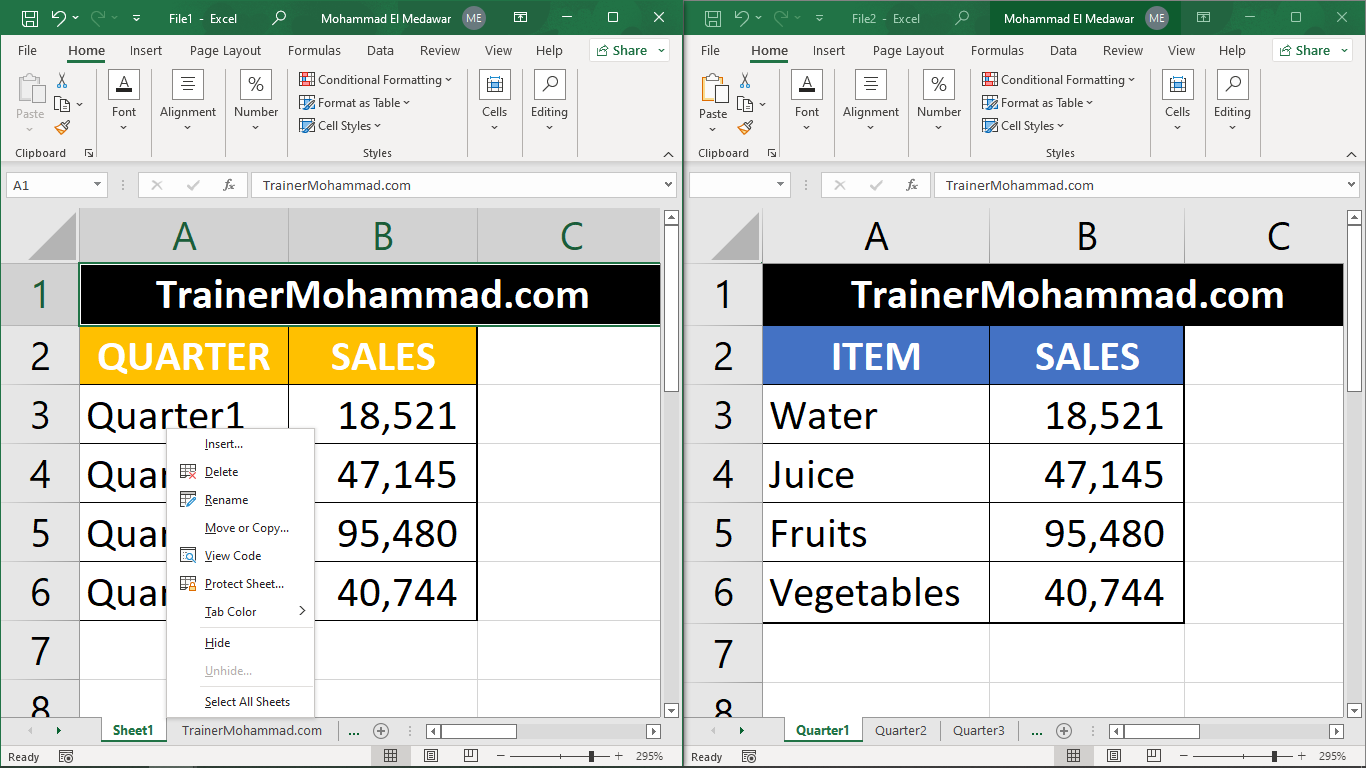 File1 - Excel
Mohammad El Medawar
ME
File Home Insert Page Layout Formulas Data Review View Help Share
Paste
Clipboard
Font
Alignment
%
Number
Conditional Formatting
Format as Table
Cell Styles
Styles
Cells
Editing
A1
fx
TrainerMohammad.com
A B C
1 TrainerMohammad.com
2 QUARTER SALES
3 Quarter1 18,521
4 Quar 47,145
5 Quar 95,480
6 Quar 40,744
7
8
Insert...
Delete
Rename
Move or Copy...
View Code
Protect Sheet...
Tab Color
Hide
Unhide...
Select All Sheets
Sheet1 TrainerMohammad.com ...
Ready
295%
File2 - Excel
Mohammad El Medawar
ME
File Home Insert Page Layout Formulas Data Review View Help Share
Paste
Clipboard
Font
Alignment
%
Number
Conditional Formatting
Format as Table
Cell Styles
Styles
Cells
Editing
fx
TrainerMohammad.com
A B C
1 TrainerMohammad.com
2 ITEM SALES
3 Water 18,521
4 Juice 47,145
5 Fruits 95,480
6 Vegetables 40,744
7
8
Quarter1 Quarter2 Quarter3 ...
Ready
295%